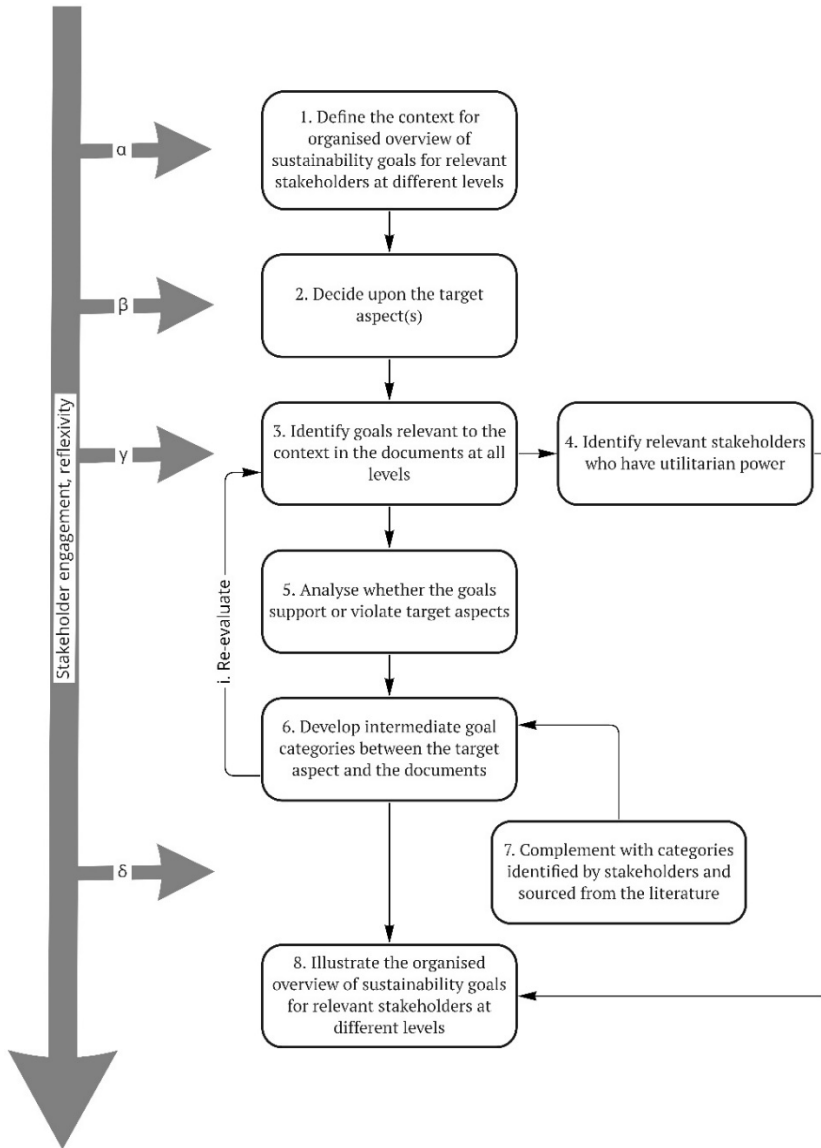 α
1. Define the context for
organised overview of
sustainability goals for relevant
stakeholders at different levels
β
2. Decide upon the target
aspect(s)
Stakeholder engagement, reflexivity
γ
3. Identify goals relevant to the
context in the documents at all
levels
4. Identify relevant stakeholders
who have utilitarian power
i. Re-evaluate
5. Analyse whether the goals
support or violate target aspects
6. Develop intermediate goal
categories between the target
aspect and the documents
7. Complement with categories
identified by stakeholders and
sourced from the literature
δ
8. Illustrate the organised
overview of sustainability goals
for relevant stakeholders at
different levels